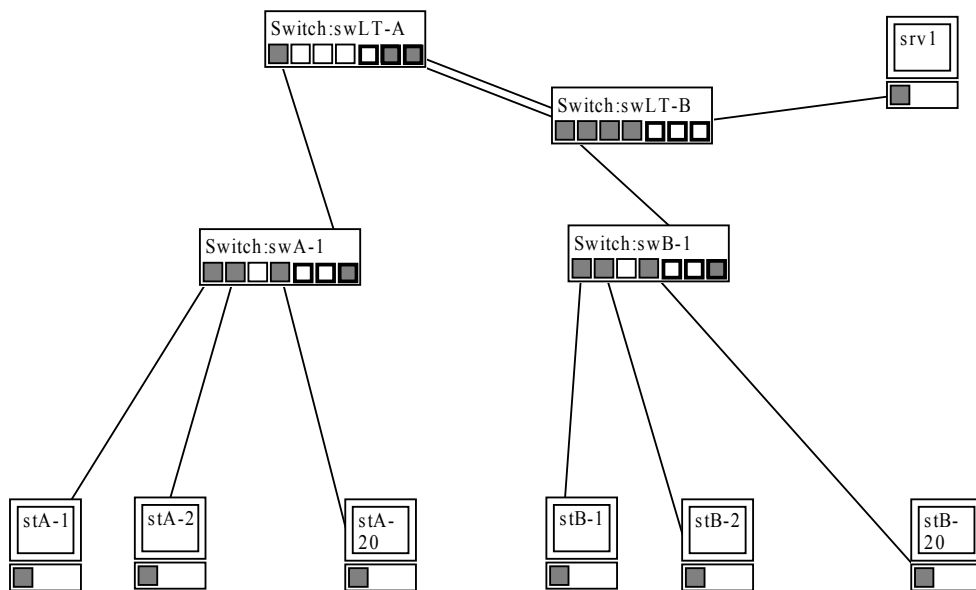 Switch:swLT-A
srv1
Switch:swLT-B
Switch:swA-1
Switch:swB-1
stA-1
stA-2
stA-
20
stB-1
stB-2
stB-
20